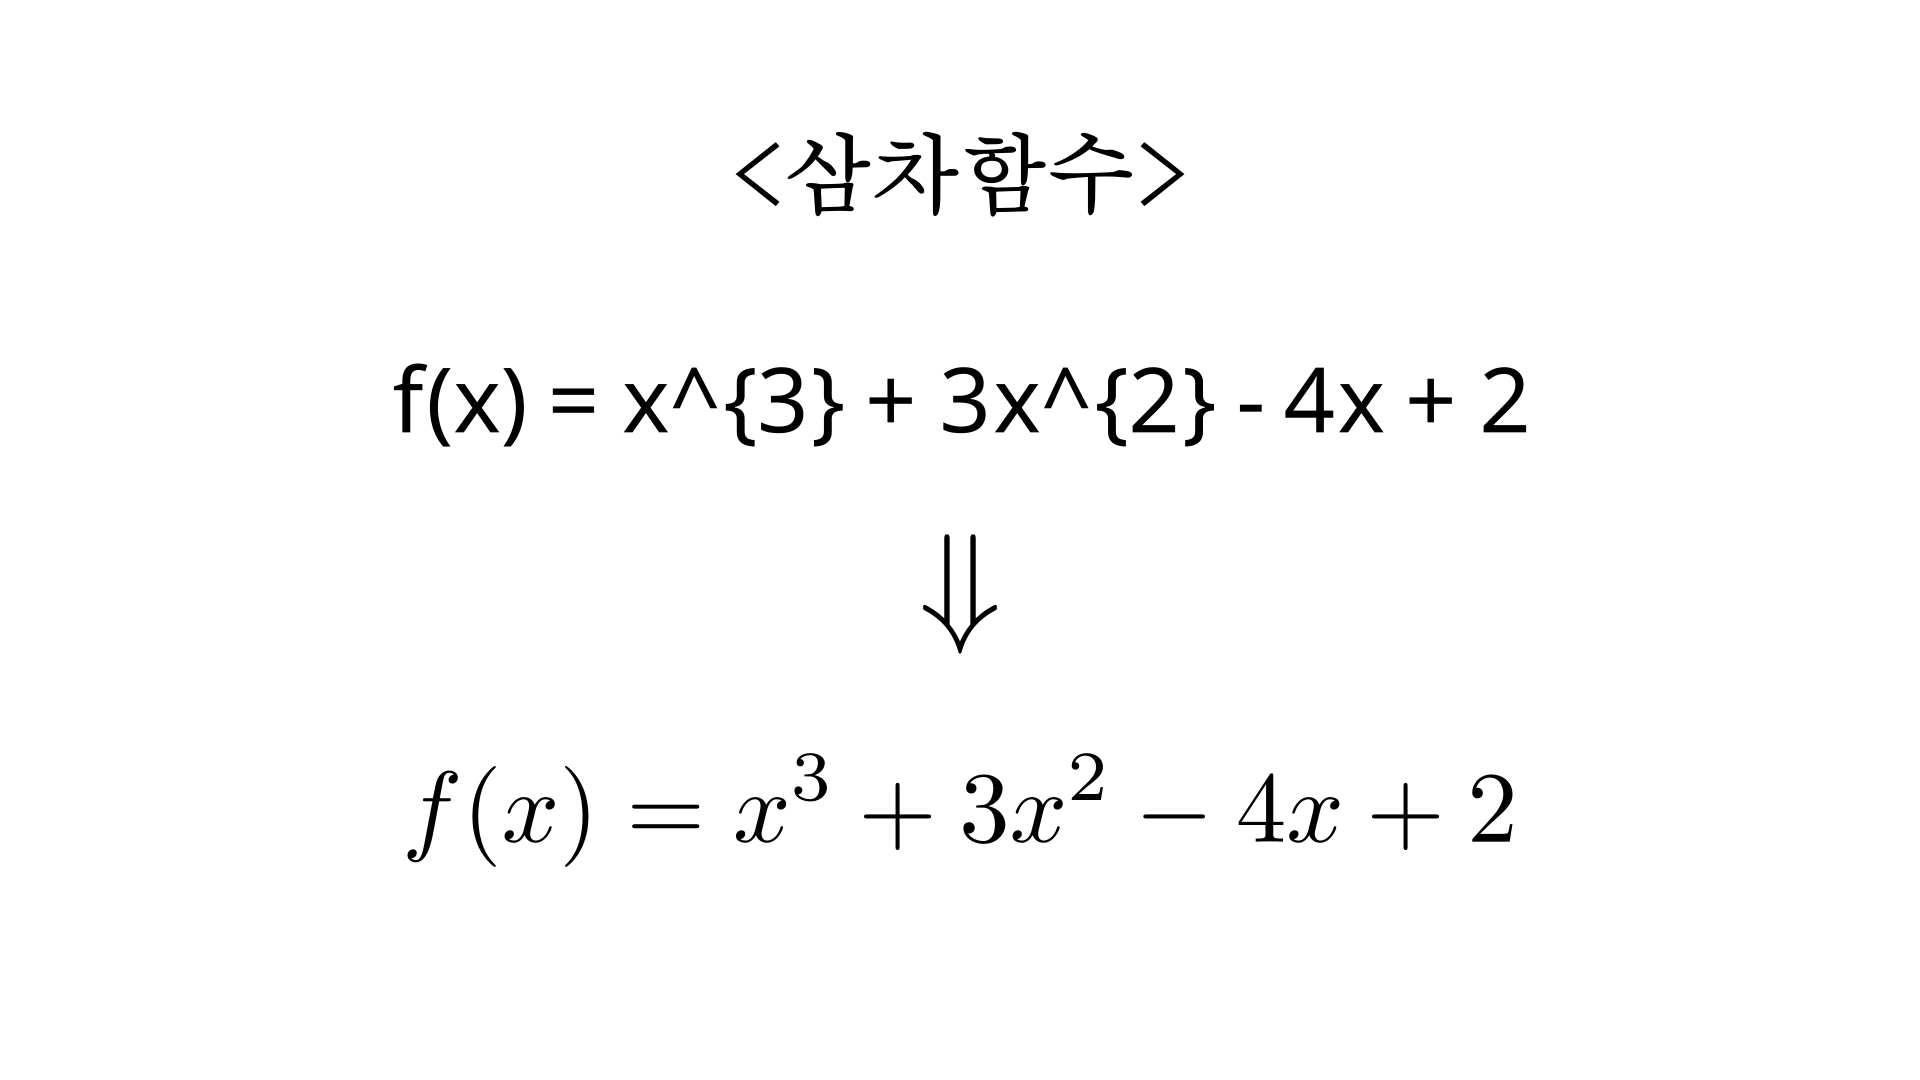 <삼차함수>
f(x) = x^{3} + 3x^{2} - 4x + 2
⇓
f(x) = x³ + 3x² − 4x + 2